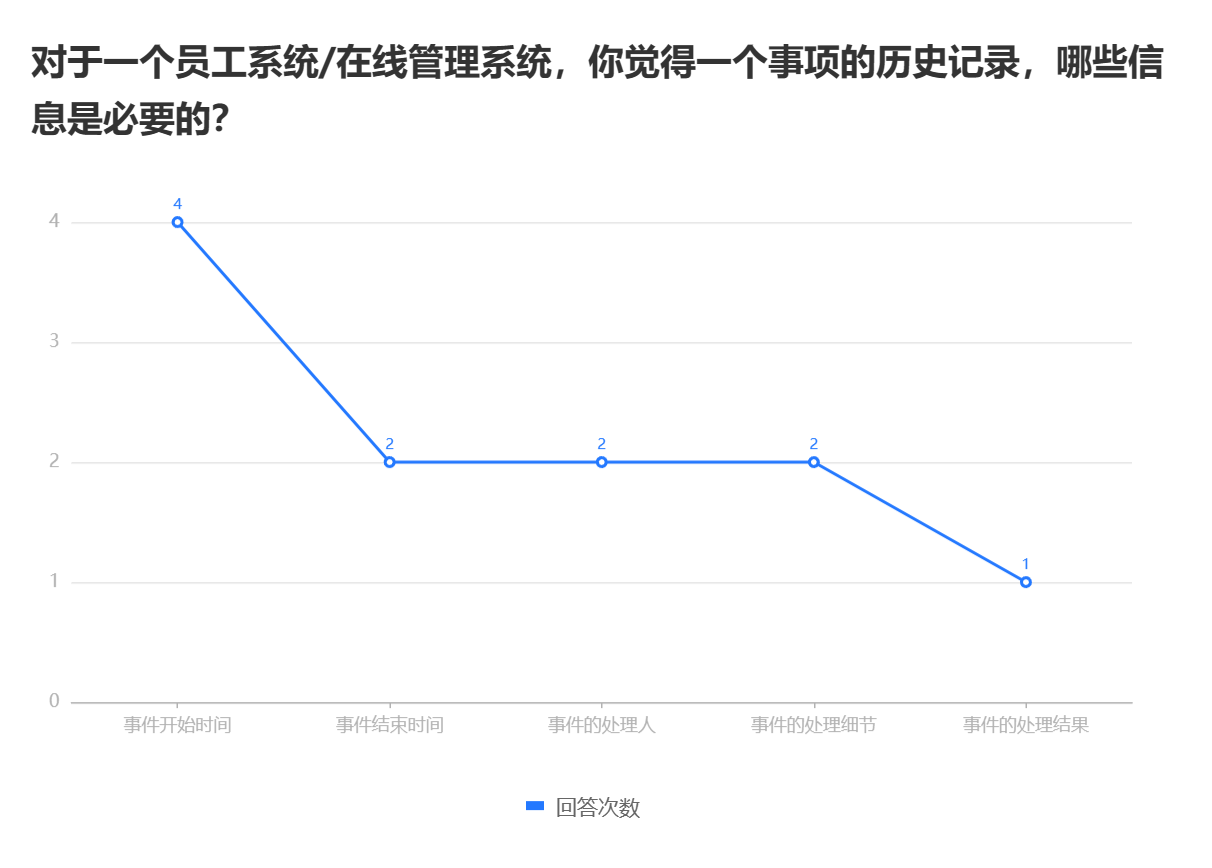 对于一个员工系统/在线管理系统，你觉得一个事项的历史记录，哪些信
息是必要的？
4
4
3
2
2
2
2
1
1
0
事件开始时间
事件结束时间
事件的处理人
事件的处理细节
事件的处理结果
回答次数